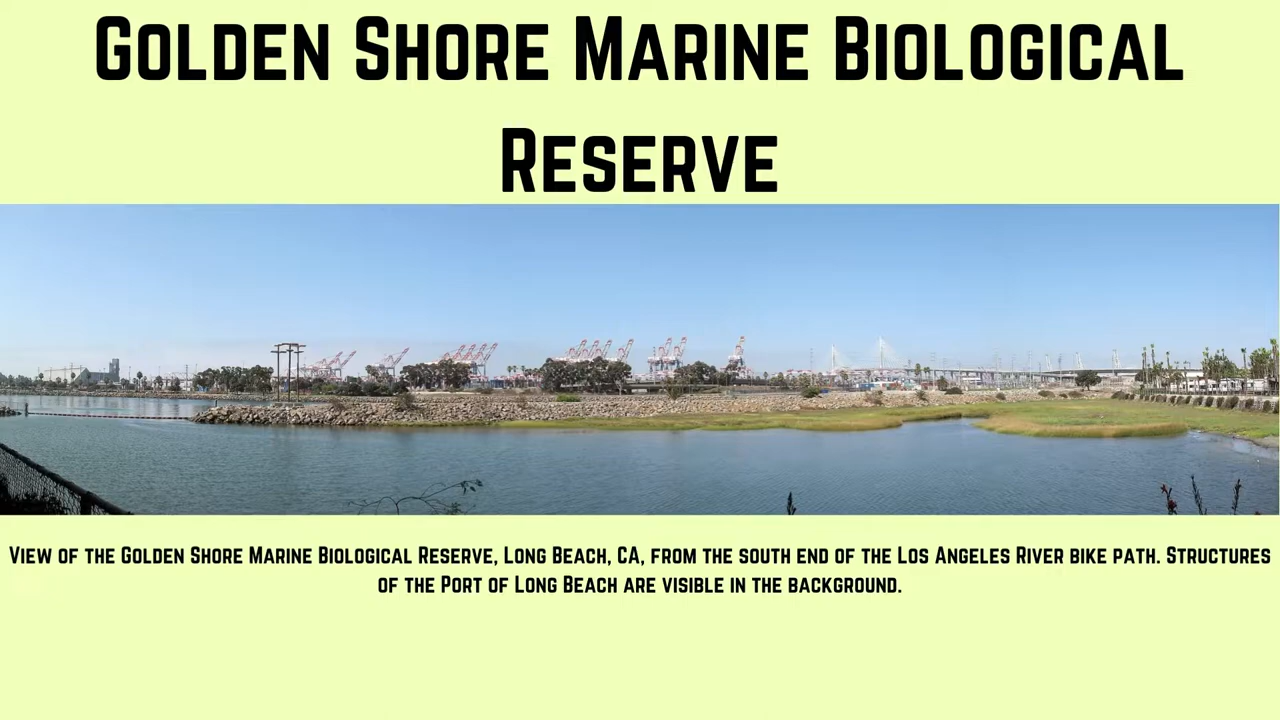 Golden Shore Marine Biological
Reserve
View of the Golden Shore Marine Biological Reserve, Long Beach, CA, from the south end of the Los Angeles River bike path. Structures
of the Port of Long Beach are visible in the background.